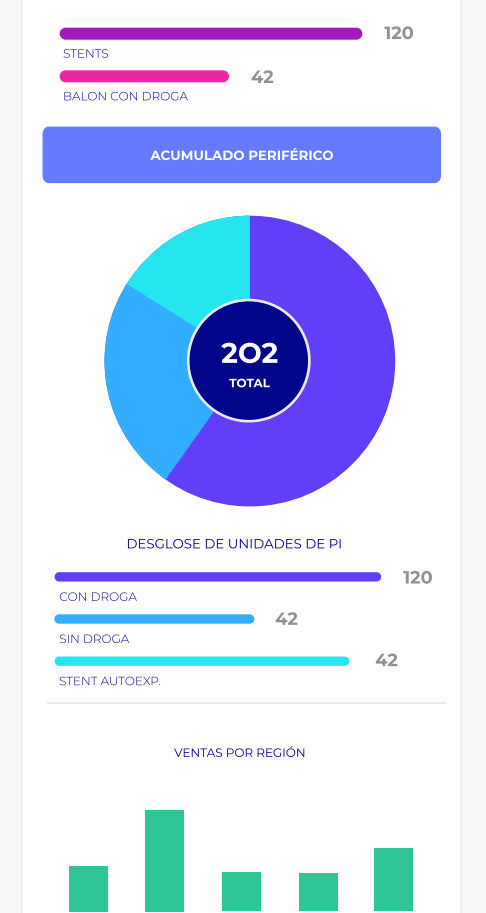 120
STENTS
42
BALON CON DROGA
ACUMULADO PERIFÉRICO
202
TOTAL
DESGLOSE DE UNIDADES DE PI
120
CON DROGA
42
SIN DROGA
42
STENT AUTOEXP.
VENTAS POR REGIÓN